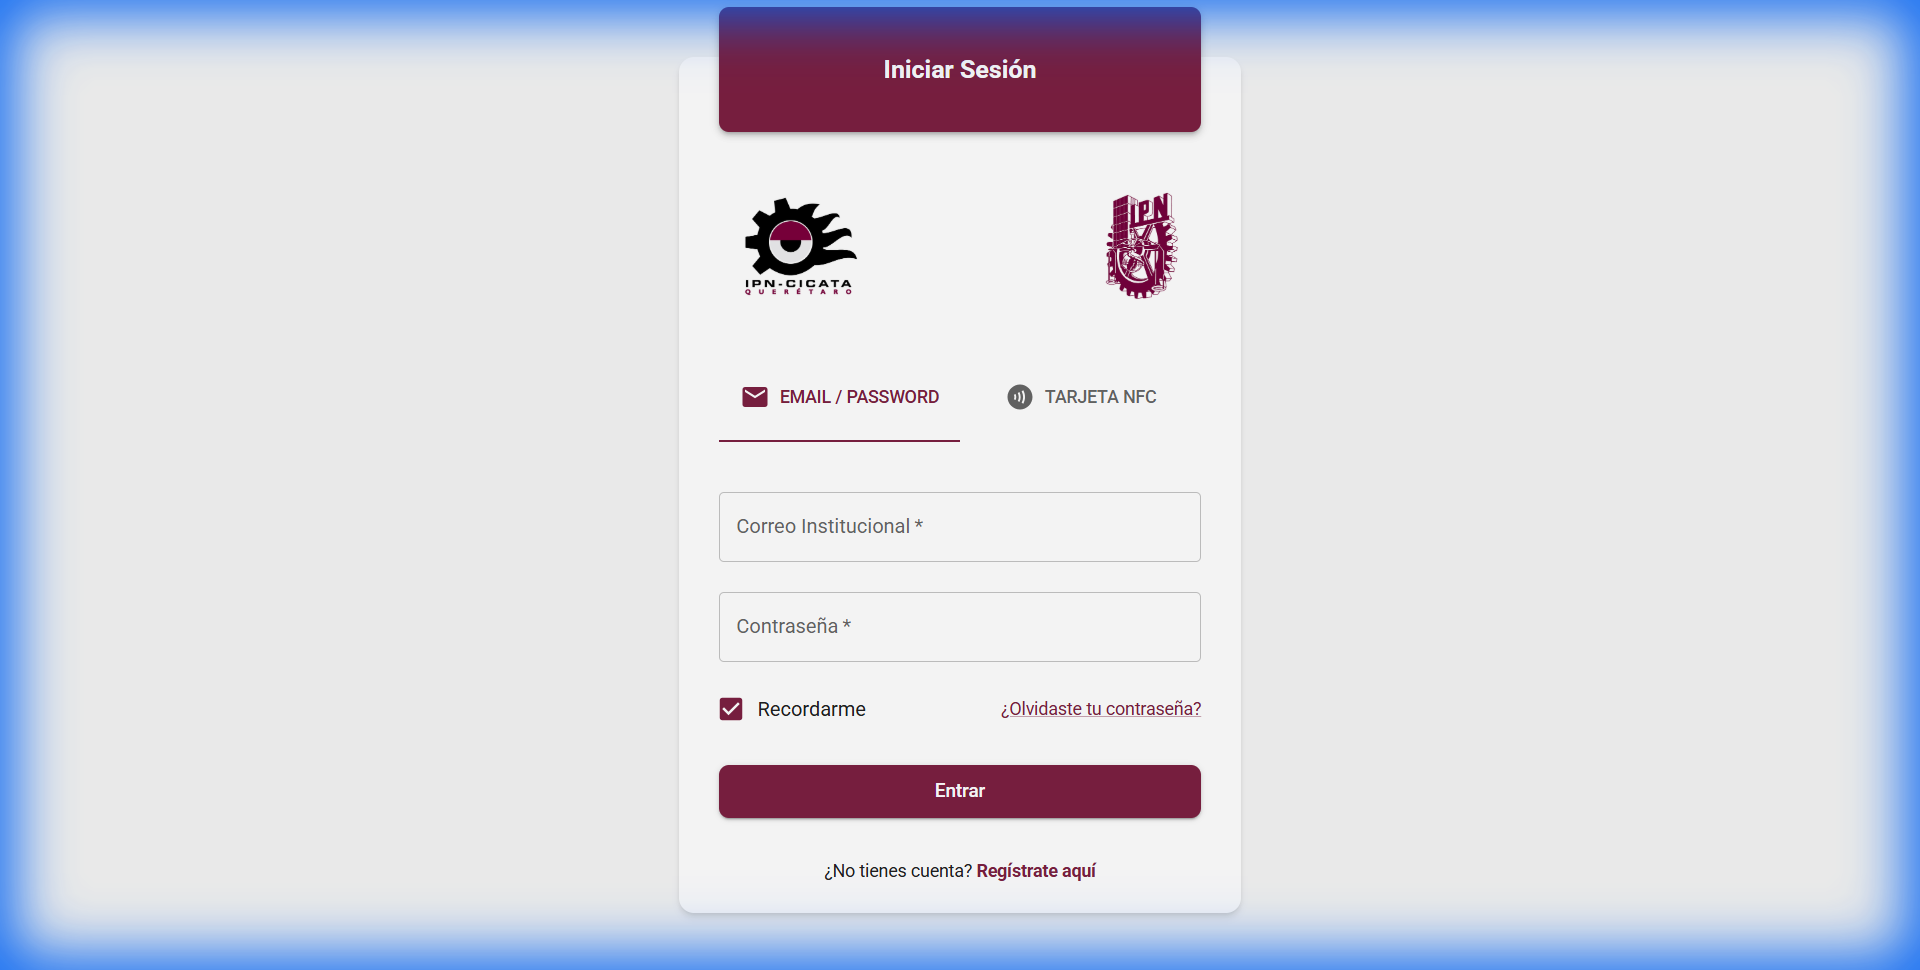 Iniciar Sesión
IPN-CICATA
QUERÉTARO
IPN
EMAIL / PASSWORD
TARJETA NFC
Correo Institucional *
Contraseña *
Recordarme
¿Olvidaste tu contraseña?
Entrar
¿No tienes cuenta? Regístrate aquí